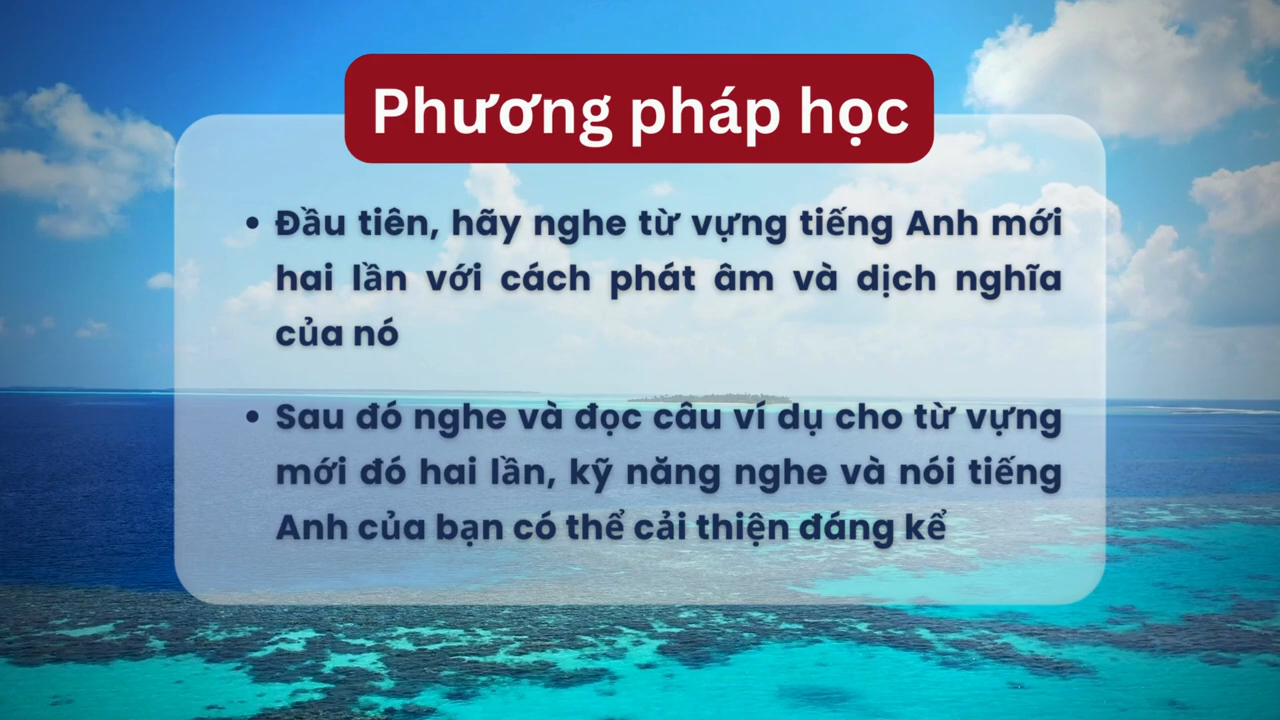 Phương pháp học
• Đầu tiên, hãy nghe từ vựng tiếng Anh mới
hai lần với cách phát âm và dịch nghĩa
của nó
• Sau đó nghe và đọc câu ví dụ cho từ vựng
mới đó hai lần, kỹ năng nghe và nói tiếng
Anh của bạn có thể cải thiện đáng kể